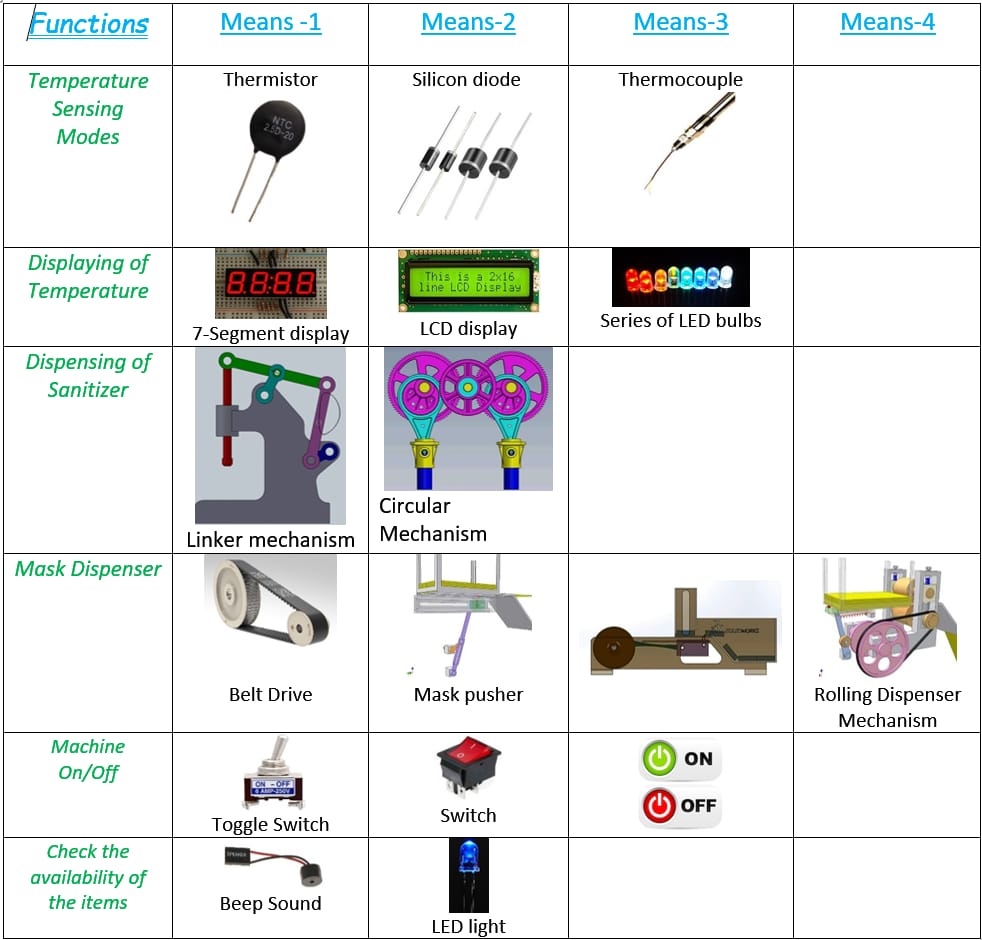 Functions
Means -1
Means-2
Means-3
Means-4
Temperature
Sensing
Modes
Thermistor
NTC
2.5D-20
Silicon diode
Thermocouple
Displaying of
Temperature
8.8:8.8
7-Segment display
This is a 2x16
line LCD Display
LCD display
Series of LED bulbs
Dispensing of
Sanitizer
Linker mechanism
Circular
Mechanism
Mask Dispenser
Belt Drive
Mask pusher
Rolling Dispenser
Mechanism
Machine
On/Off
ON - OFF
6 AMP-250V
Toggle Switch
Switch
ON
OFF
Check the
availability of
the items
SPEAKER
Beep Sound
LED light